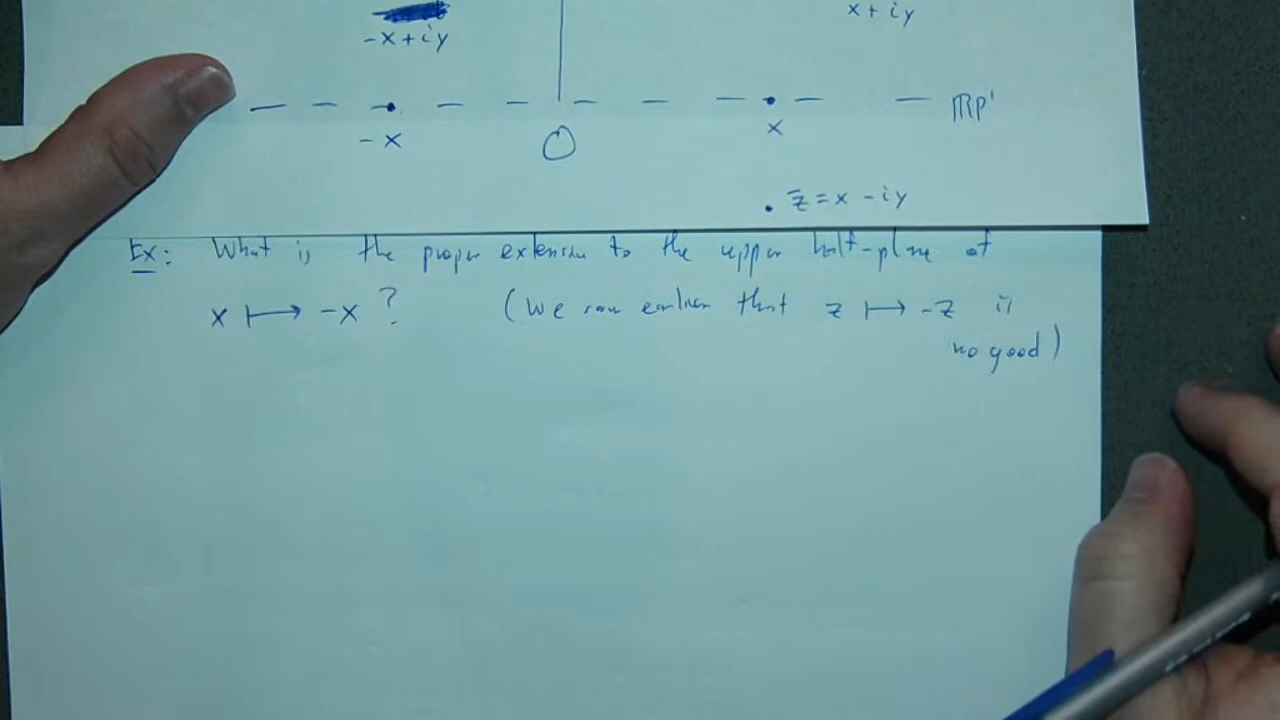 x + iy
-x + iy
ℝP¹
-x
x
O
z̄ = x - iy
Ex: What is the proper extension to the upper half-plane of
x ↦ -x ? (We saw earlier that z ↦ -z is
no good)